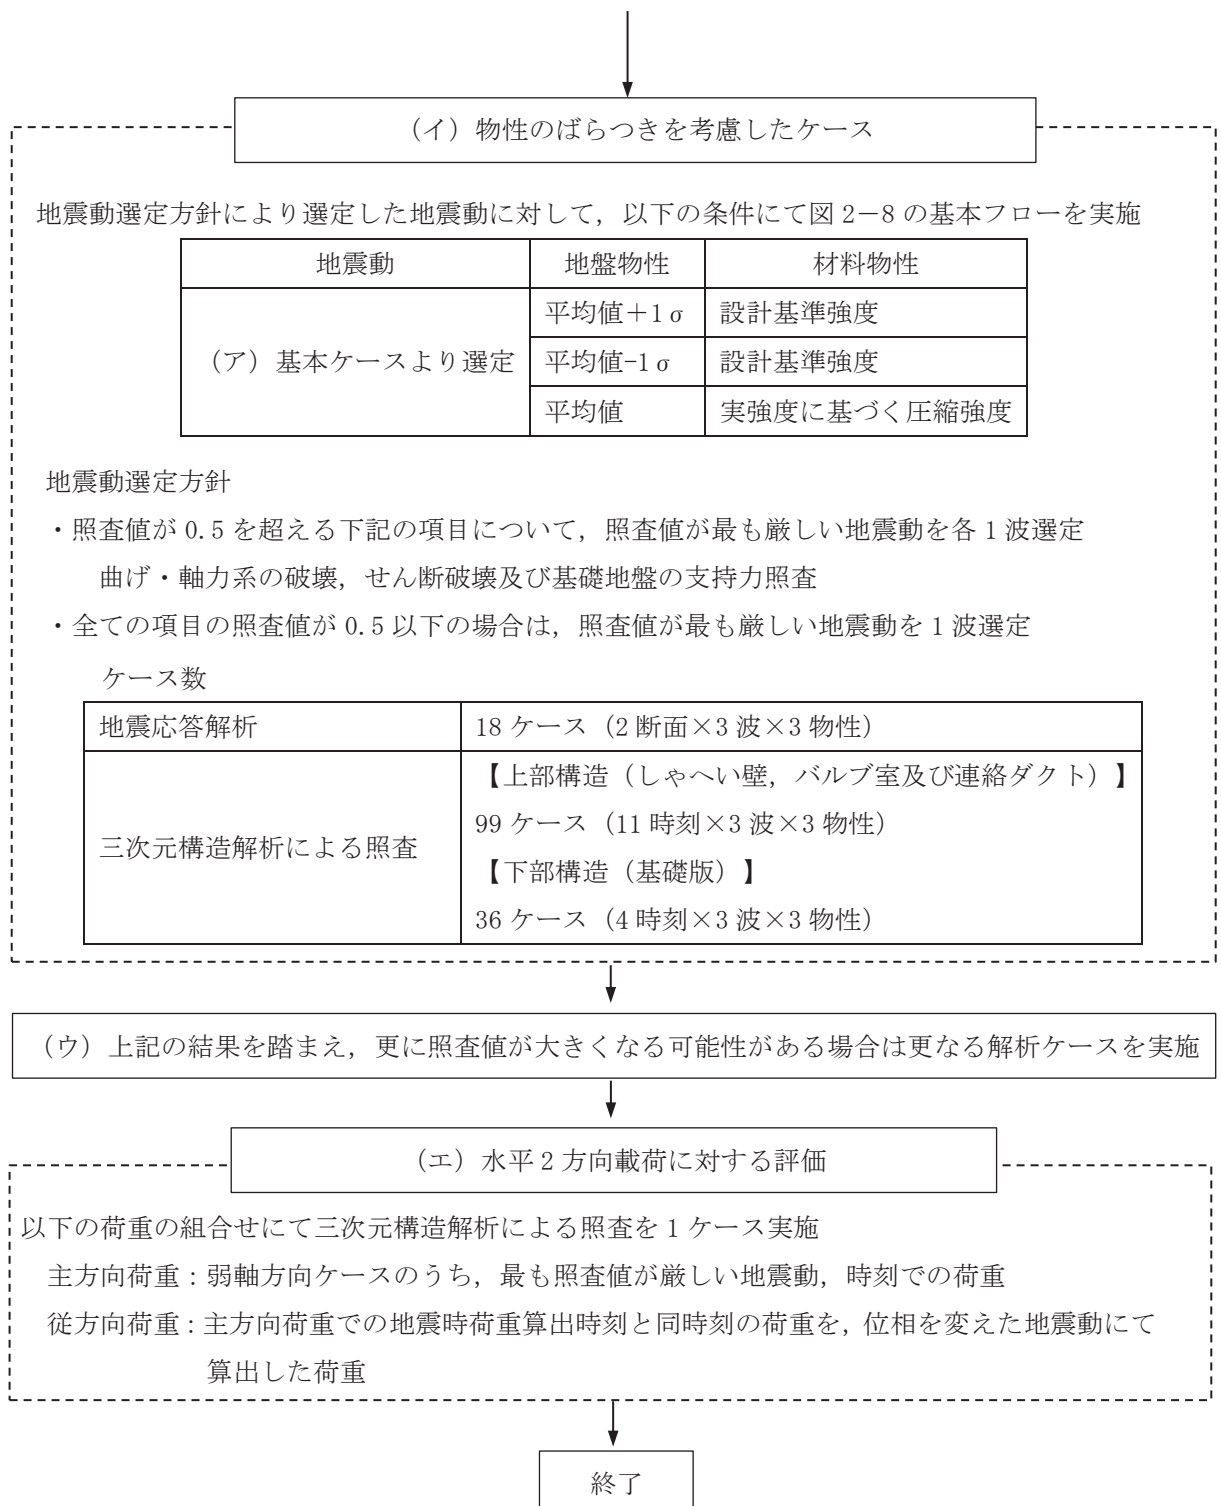 （イ）物性のばらつきを考慮したケース
地震動選定方針により選定した地震動に対して，以下の条件にて図 2－8 の基本フローを実施
地震動 地盤物性 材料物性
（ア）基本ケースより選定
平均値＋1σ 設計基準強度
平均値-1σ 設計基準強度
平均値 実強度に基づく圧縮強度
地震動選定方針
・照査値が 0.5 を超える下記の項目について，照査値が最も厳しい地震動を各 1 波選定
曲げ・軸力系の破壊，せん断破壊及び基礎地盤の支持力照査
・全ての項目の照査値が 0.5 以下の場合は，照査値が最も厳しい地震動を 1 波選定
ケース数
地震応答解析 18 ケース（2 断面×3 波×3 物性）
三次元構造解析による照査
【上部構造（しゃへい壁，バルブ室及び連絡ダクト）】
99 ケース（11 時刻×3 波×3 物性）
【下部構造（基礎版）】
36 ケース（4 時刻×3 波×3 物性）
（ウ）上記の結果を踏まえ，更に照査値が大きくなる可能性がある場合は更なる解析ケースを実施
（エ）水平 2 方向載荷に対する評価
以下の荷重の組合せにて三次元構造解析による照査を 1 ケース実施
主方向荷重：弱軸方向ケースのうち，最も照査値が厳しい地震動，時刻での荷重
従方向荷重：主方向荷重での地震時荷重算出時刻と同時刻の荷重を，位相を変えた地震動にて
算出した荷重
終了